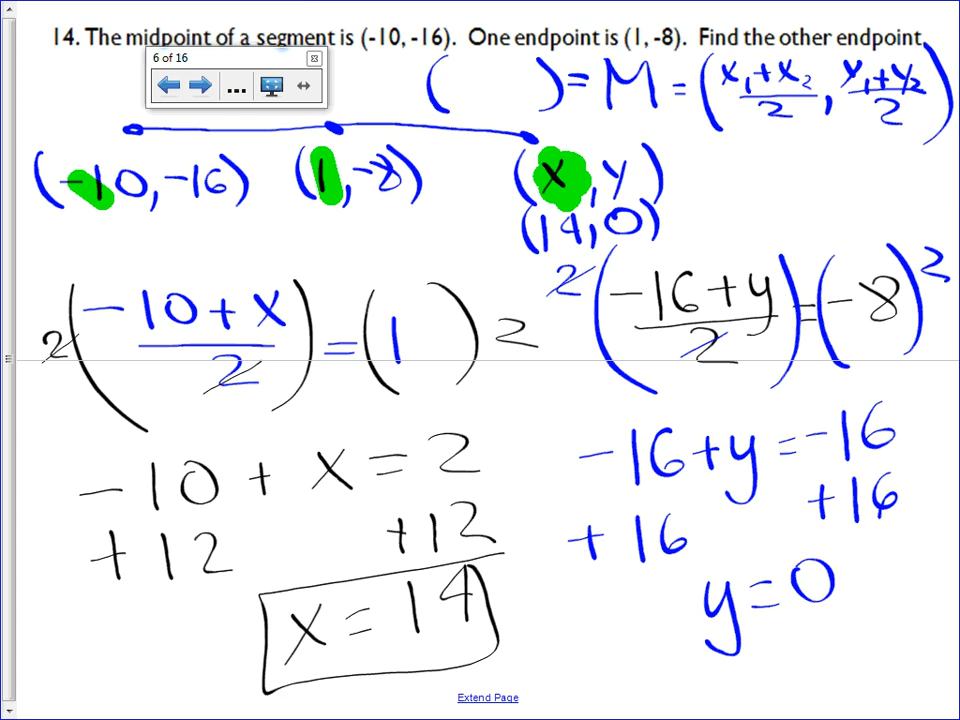 14. The midpoint of a segment is (-10, -16). One endpoint is (1, -8). Find the other endpoint.
6 of 16
...
( ) = M = (x₁+x₂/2, y₁+y₂/2)
(-10, -16) (1, -8) (x, y)
(14, 0)
2(-10+x/2) = (1)2
2(-16+y/2) = (-8)2
-10 + x = 2
+12 +12
x = 14
-16+y = -16
+16 +16
y = 0
Extend Page